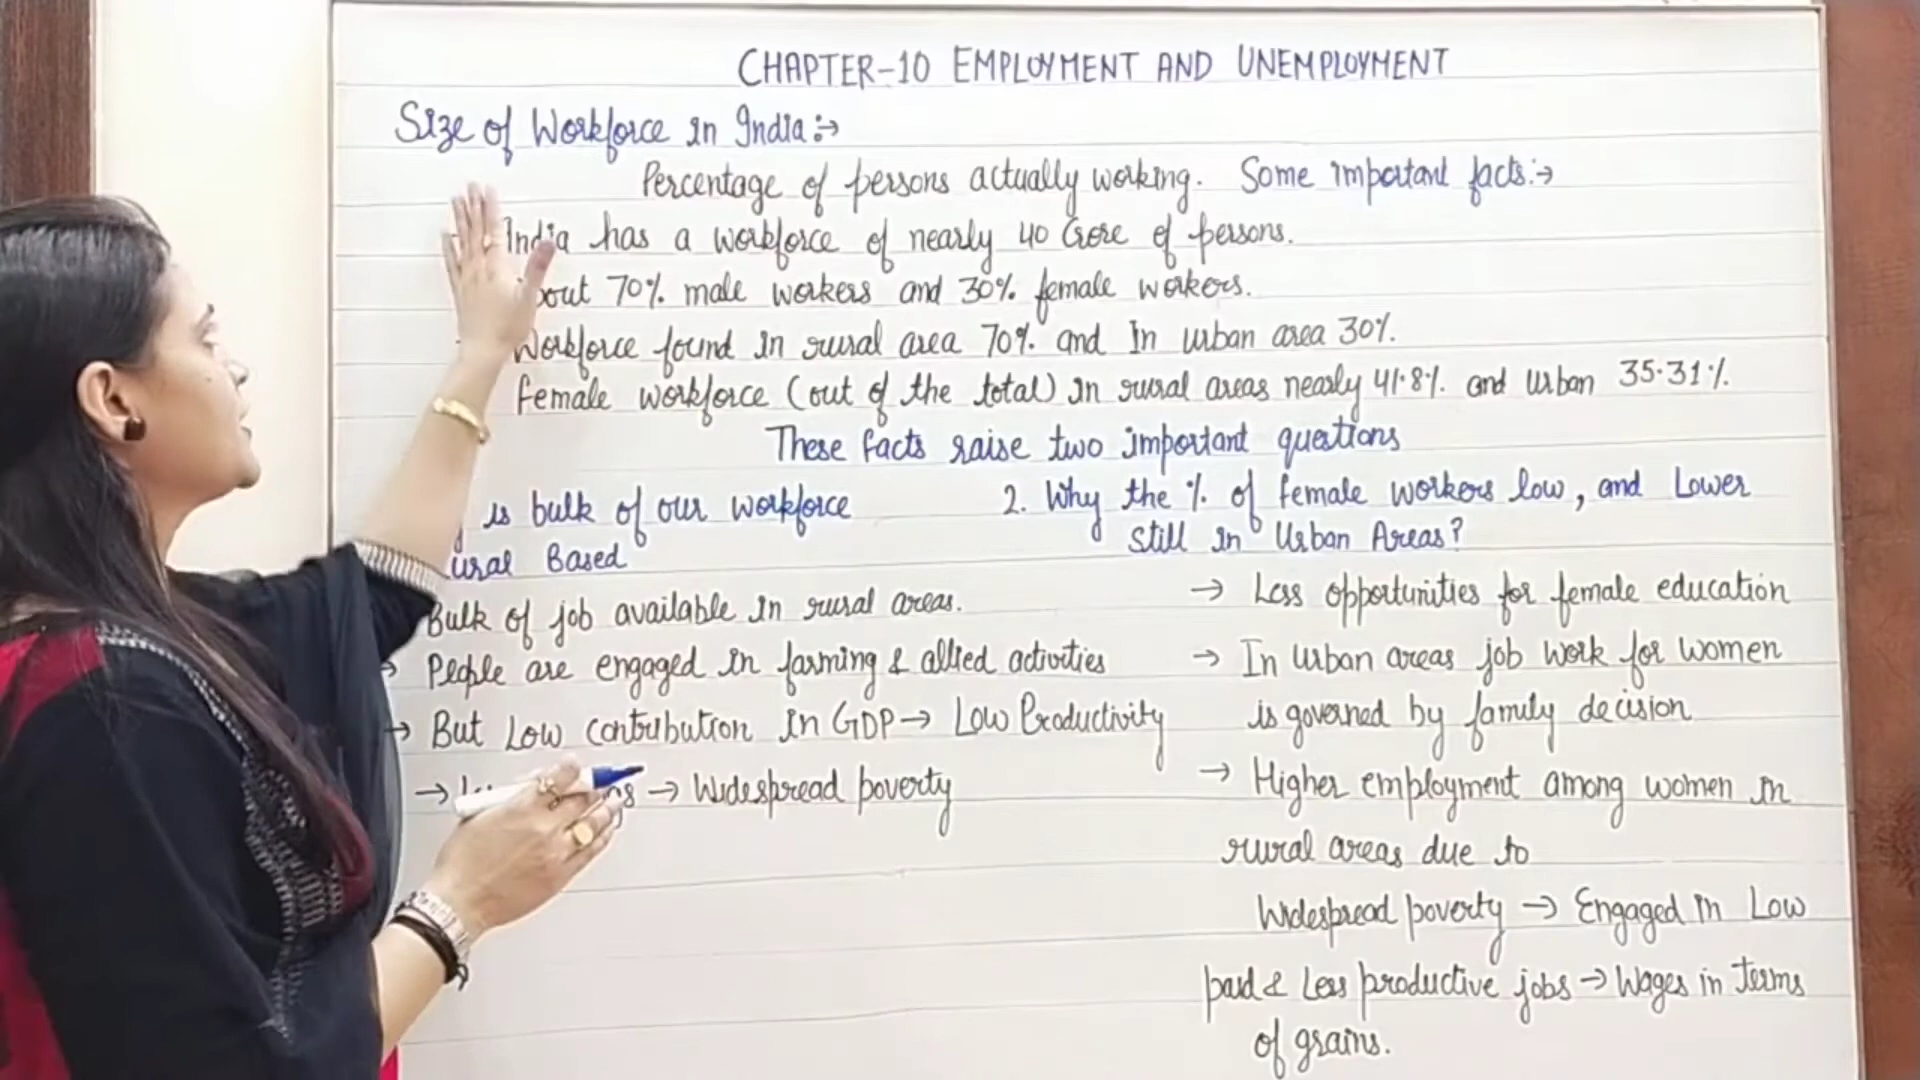 CHAPTER-10 EMPLOYMENT AND UNEMPLOYMENT
Size of Workforce in India:→
Percentage of persons actually working. Some important facts:→
India has a workforce of nearly 40 Crore of persons.
70% male workers and 30% female workers.
Workforce found in rural area 70% and In urban area 30%.
female workforce (out of the total) in rural areas nearly 41.8% and urban 35.31%.
These facts raise two important questions
is bulk of our workforce
Based
Bulk of job available in rural areas.
→ People are engaged in farming & allied activities
→ But Low contribution in GDP → Low Productivity
→ → Widespread poverty
2. Why the % of female workers low, and Lower
still in Urban Areas?
→ Less opportunities for female education
→ In urban areas job work for women
is governed by family decision
→ Higher employment among women in
rural areas due to
Widespread poverty → Engaged in Low
paid & Less productive jobs → Wages in terms
of grains.